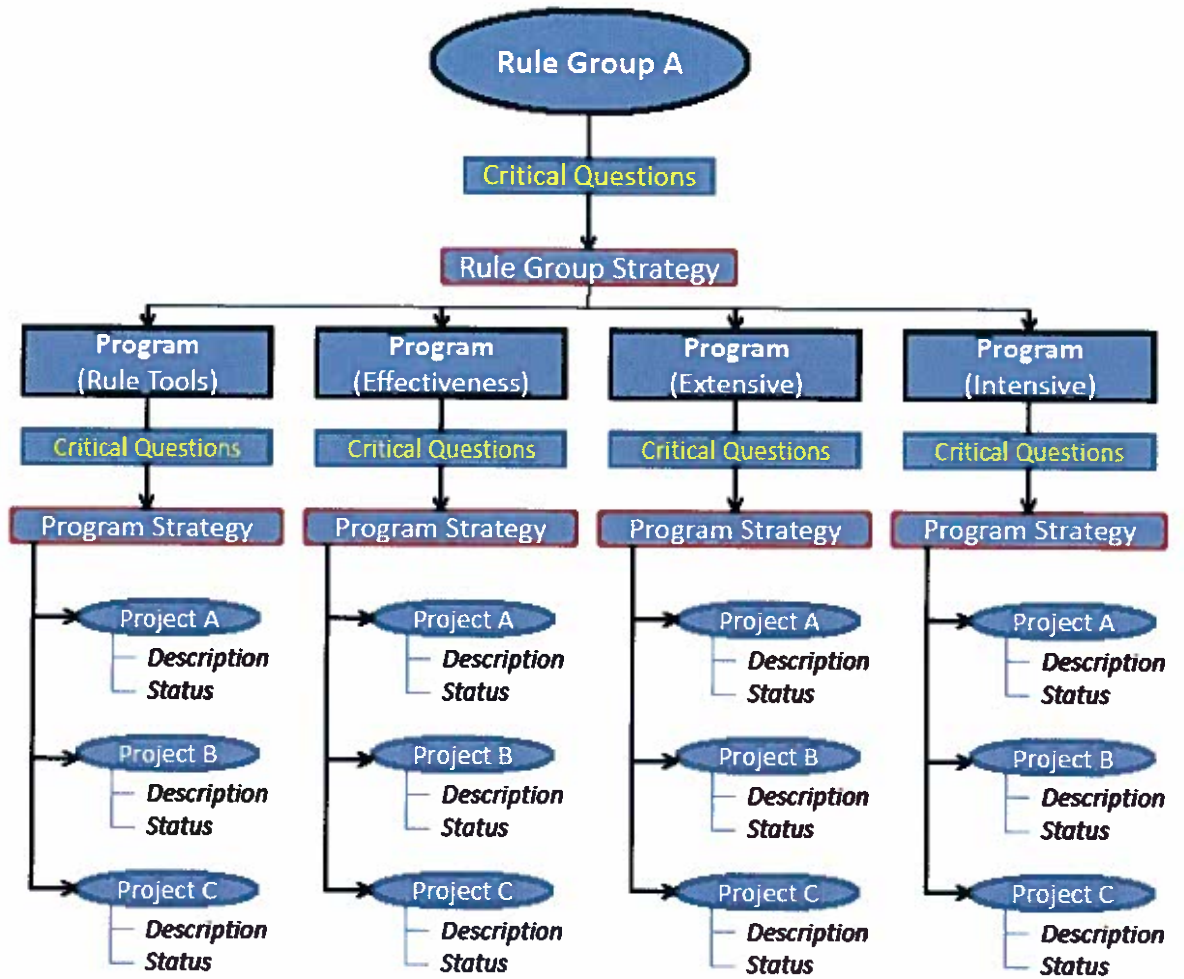 Rule Group A
Critical Questions
Rule Group Strategy
Program
(Rule Tools)
Critical Questions
Program Strategy
Project A
Description
Status
Project B
Description
Status
Project C
Description
Status
Program
(Effectiveness)
Critical Questions
Program Strategy
Project A
Description
Status
Project B
Description
Status
Project C
Description
Status
Program
(Extensive)
Critical Questions
Program Strategy
Project A
Description
Status
Project B
Description
Status
Project C
Description
Status
Program
(Intensive)
Critical Questions
Program Strategy
Project A
Description
Status
Project B
Description
Status
Project C
Description
Status